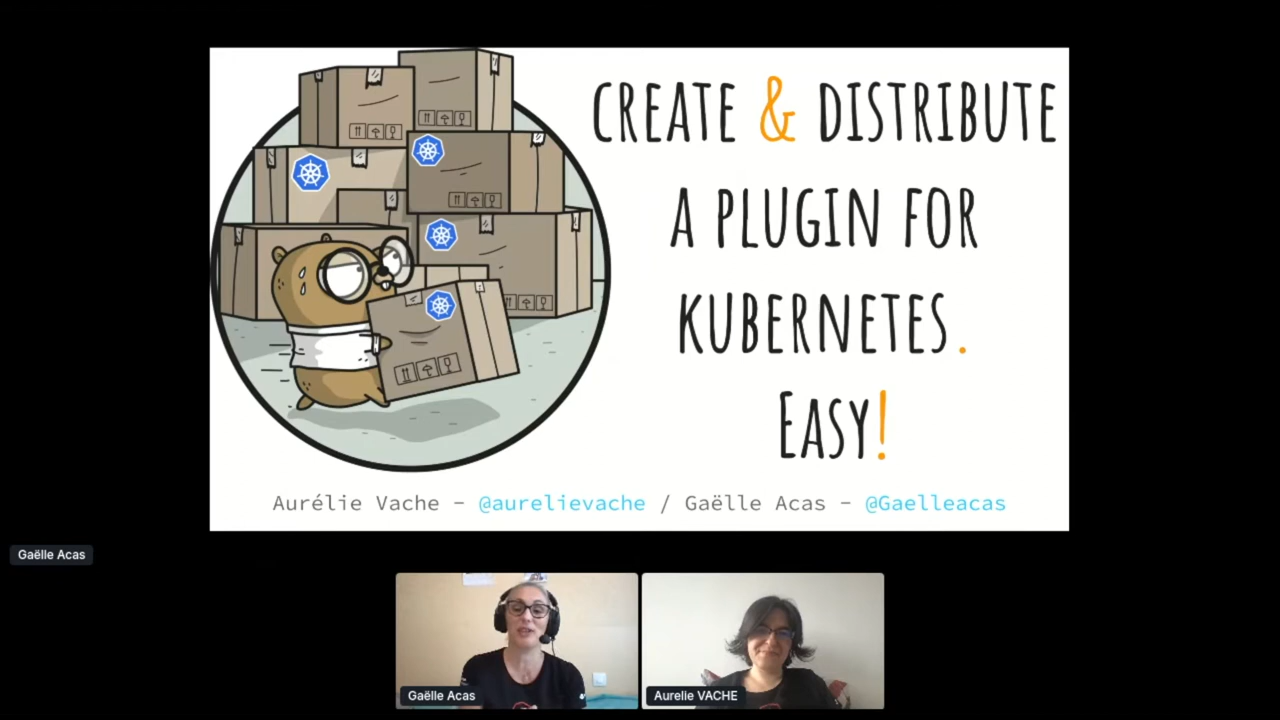 CREATE & DISTRIBUTE
A PLUGIN FOR
KUBERNETES.
EASY!
Aurélie Vache - @aurelievache / Gaëlle Acas - @Gaelleacas
Gaëlle Acas
Gaëlle Acas
Aurelie VACHE